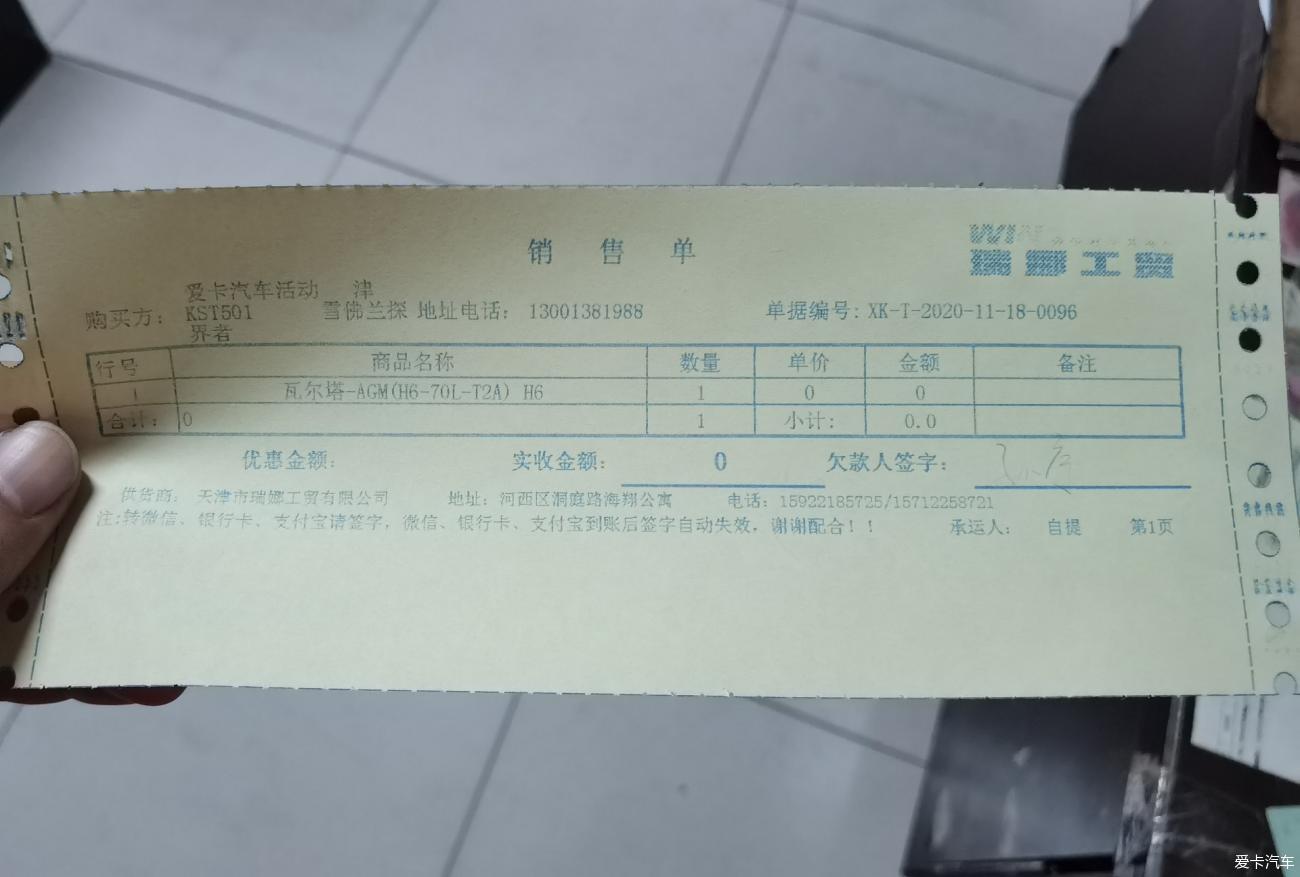 销售单
瑞娜工贸
爱卡汽车活动 津
购买方: KST501 雪佛兰探 地址电话: 13001381988 单据编号: XK-T-2020-11-18-0096
界者
行号 商品名称 数量 单价 金额 备注
1 瓦尔塔-AGM(H6-70L-T2A) H6 1 0 0
合计: 0 1 小计: 0.0
优惠金额: 实收金额: 0 欠款人签字:
供货商: 天津市瑞娜工贸有限公司 地址: 河西区洞庭路海翔公寓 电话: 15922185725/15712258721
注:转微信、银行卡、支付宝请签字，微信、银行卡、支付宝到账后签字自动失效，谢谢配合！！ 承运人: 自提 第1页
爱卡汽车